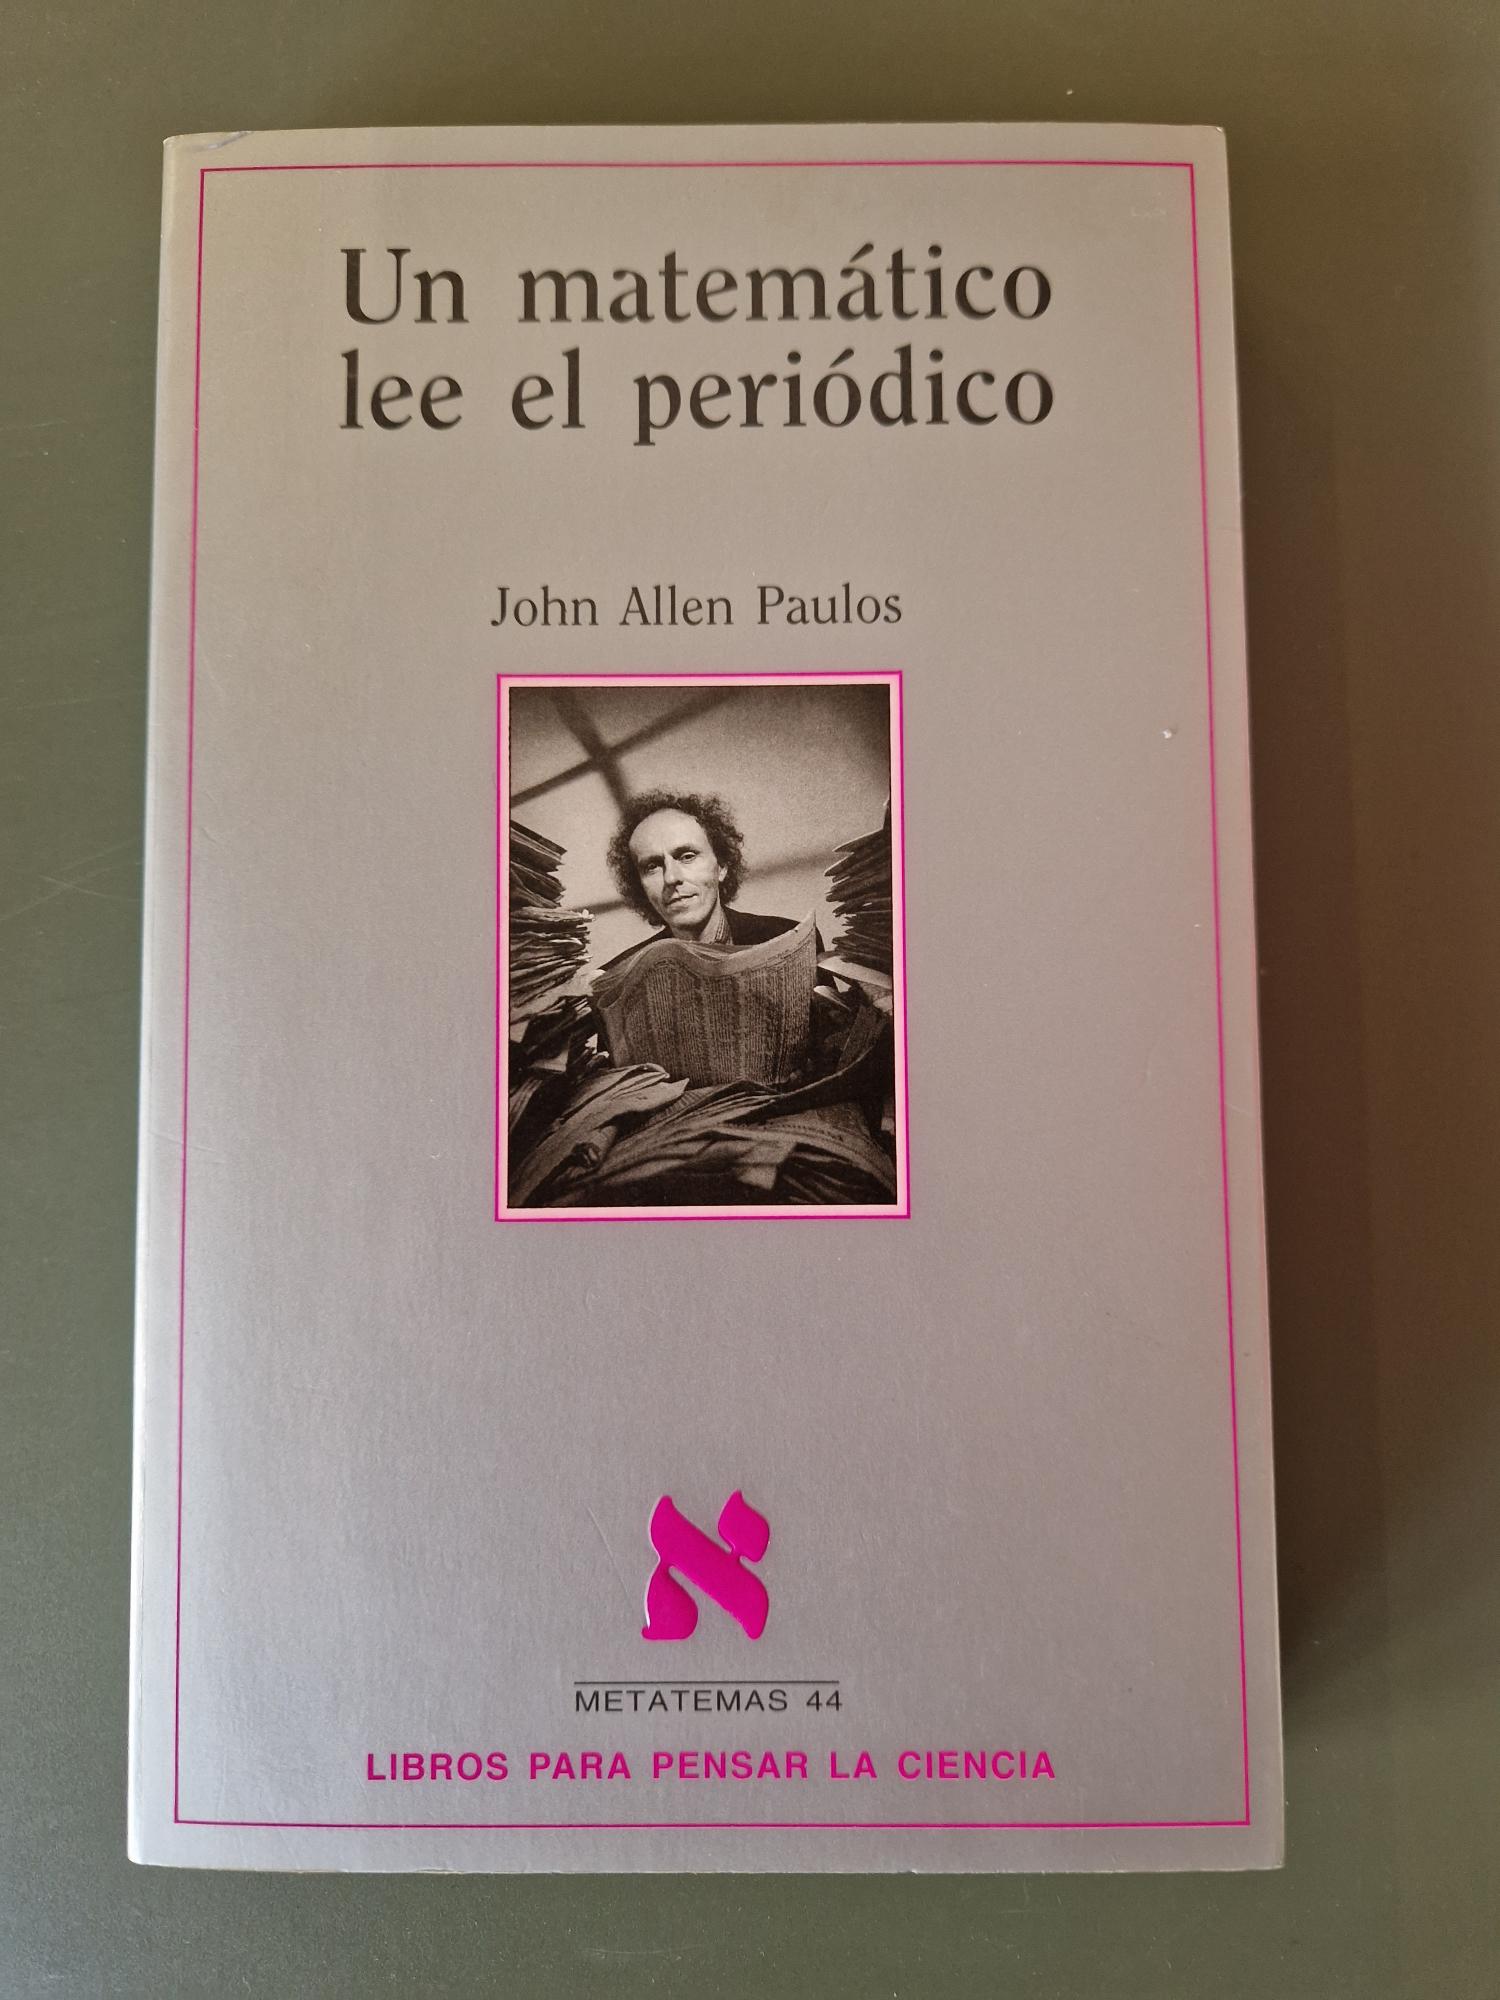 Un matemático
lee el periódico
John Allen Paulos
א
METATEMAS 44
LIBROS PARA PENSAR LA CIENCIA